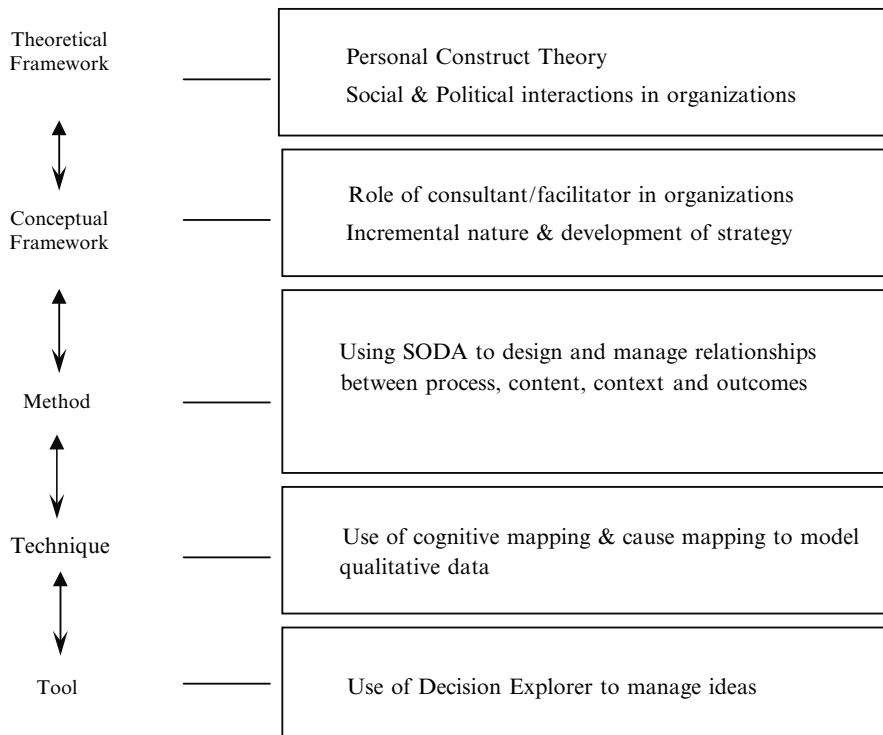 Theoretical
Framework
Personal Construct Theory
Social & Political interactions in organizations
Conceptual
Framework
Role of consultant/facilitator in organizations
Incremental nature & development of strategy
Method
Using SODA to design and manage relationships
between process, content, context and outcomes
Technique
Use of cognitive mapping & cause mapping to model
qualitative data
Tool
Use of Decision Explorer to manage ideas